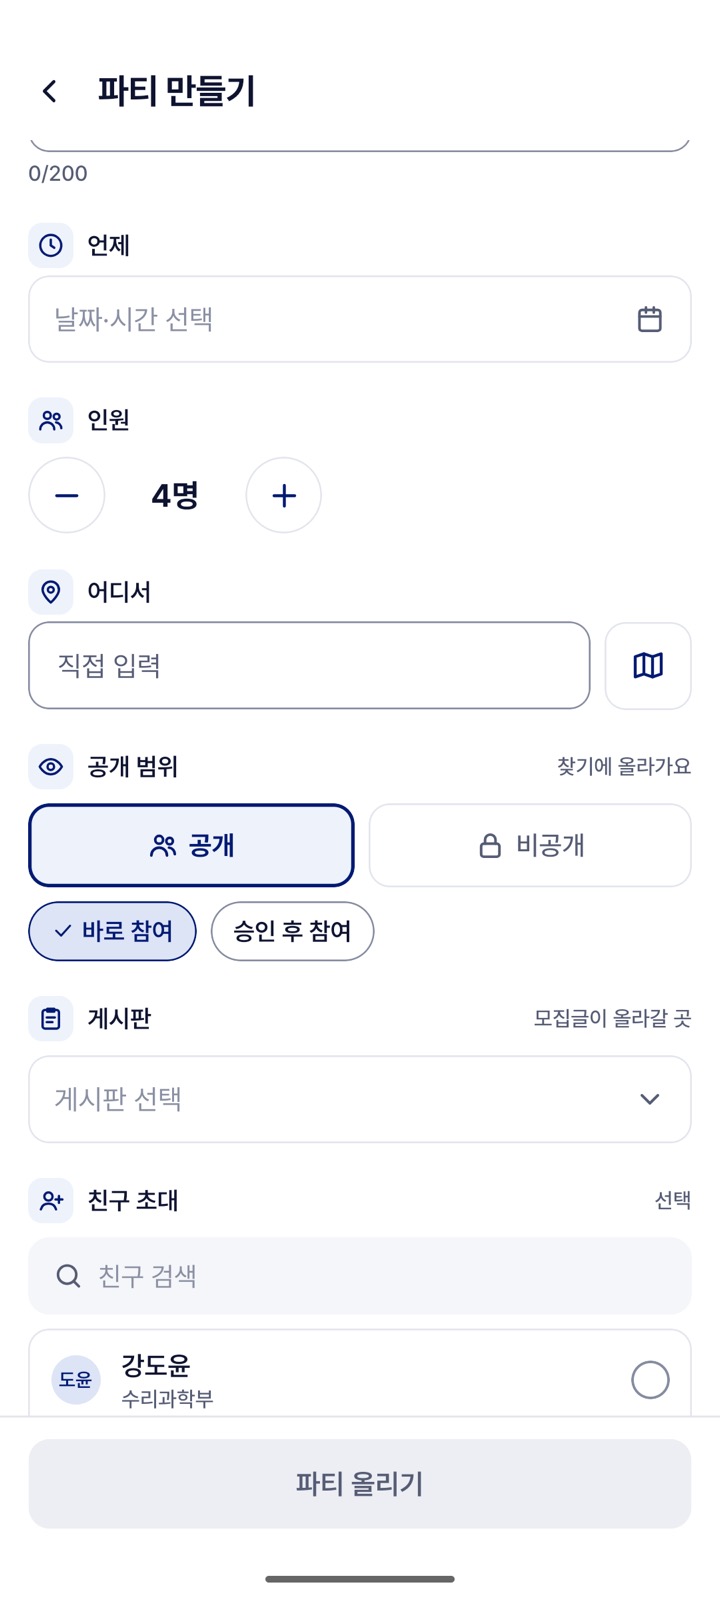 파티 만들기
0/200
언제
날짜·시간 선택
인원
4명
어디서
직접 입력
공개 범위 찾기에 올라가요
공개 비공개
바로 참여 승인 후 참여
게시판 모집글이 올라갈 곳
게시판 선택
친구 초대 선택
친구 검색
도윤 강도윤
수리과학부
파티 올리기